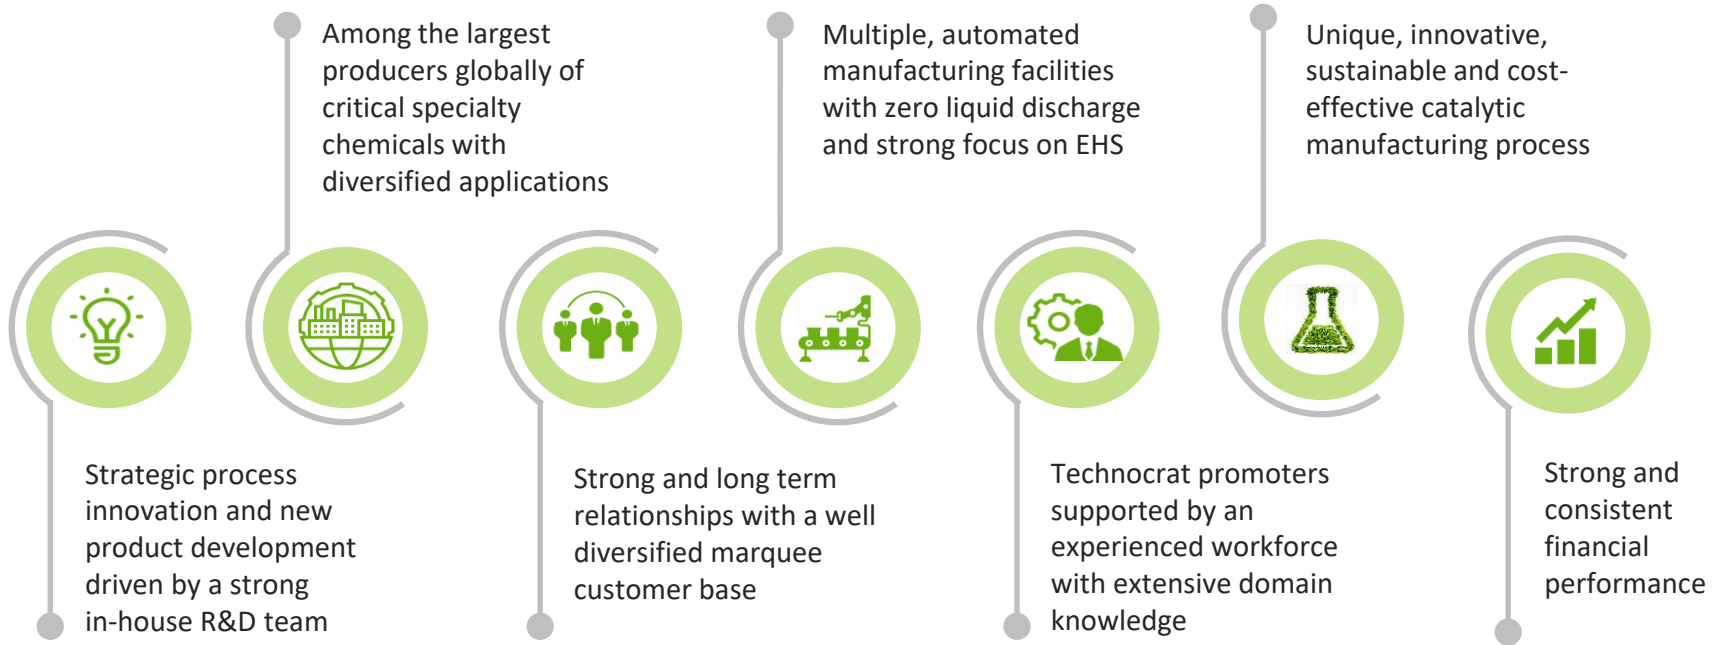 Among the largest
producers globally of
critical specialty
chemicals with
diversified applications
Multiple, automated
manufacturing facilities
with zero liquid discharge
and strong focus on EHS
Unique, innovative,
sustainable and cost-
effective catalytic
manufacturing process
Strategic process
innovation and new
product development
driven by a strong
in-house R&D team
Strong and long term
relationships with a well
diversified marquee
customer base
Technocrat promoters
supported by an
experienced workforce
with extensive domain
knowledge
Strong and
consistent
financial
performance